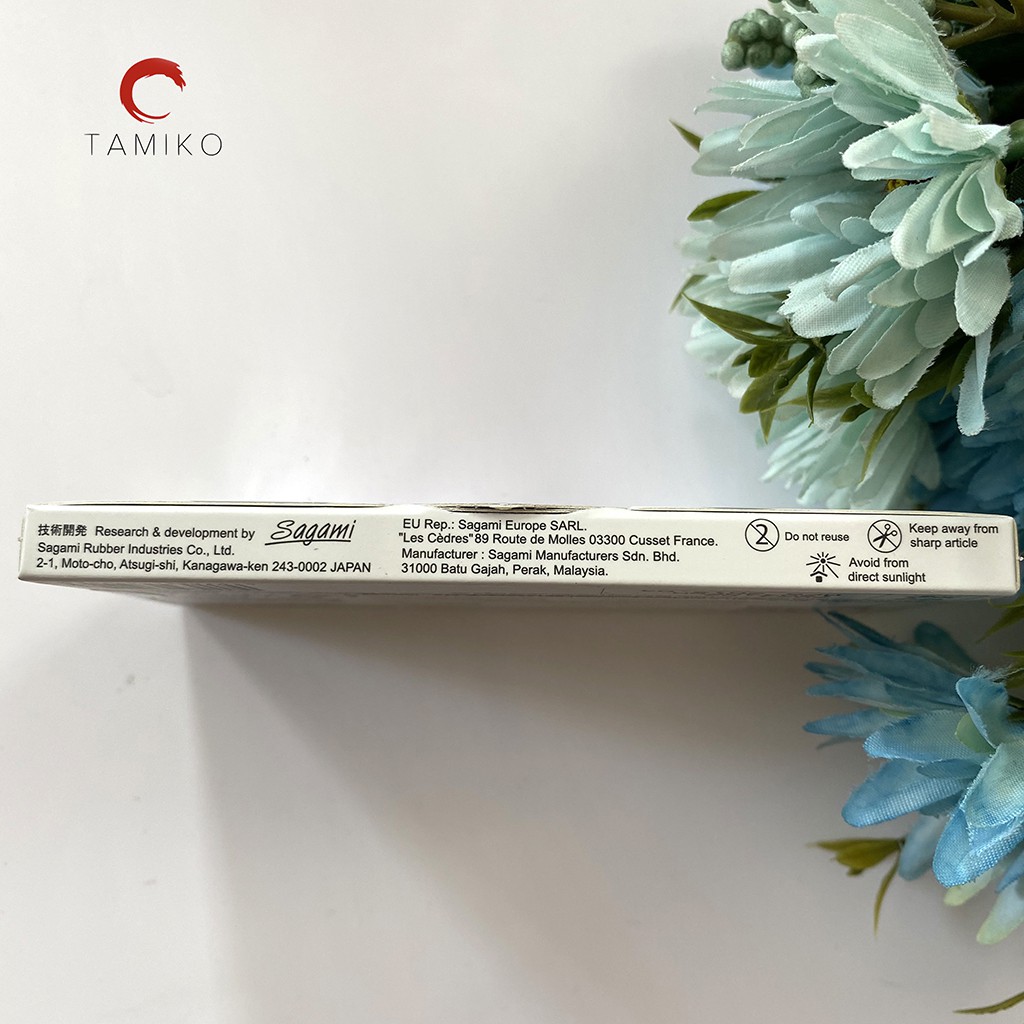 TAMIKO
技術開発 Research & development by Sagami
Sagami Rubber Industries Co., Ltd.
2-1, Moto-cho, Atsugi-shi, Kanagawa-ken 243-0002 JAPAN
EU Rep.: Sagami Europe SARL.
"Les Cèdres"89 Route de Molles 03300 Cusset France.
Manufacturer : Sagami Manufacturers Sdn. Bhd.
31000 Batu Gajah, Perak, Malaysia.
2 Do not reuse
Keep away from
sharp article
Avoid from
direct sunlight